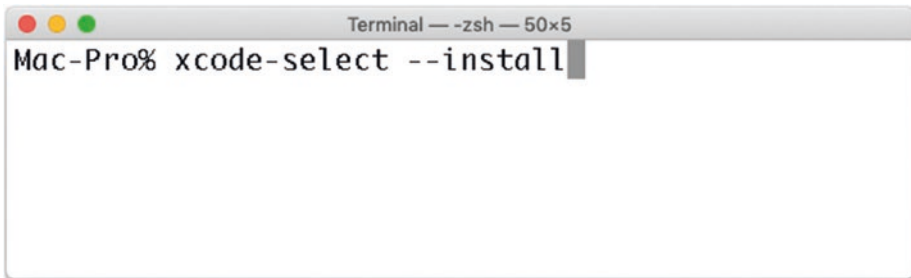 Terminal — -zsh — 50×5
Mac-Pro% xcode-select --install